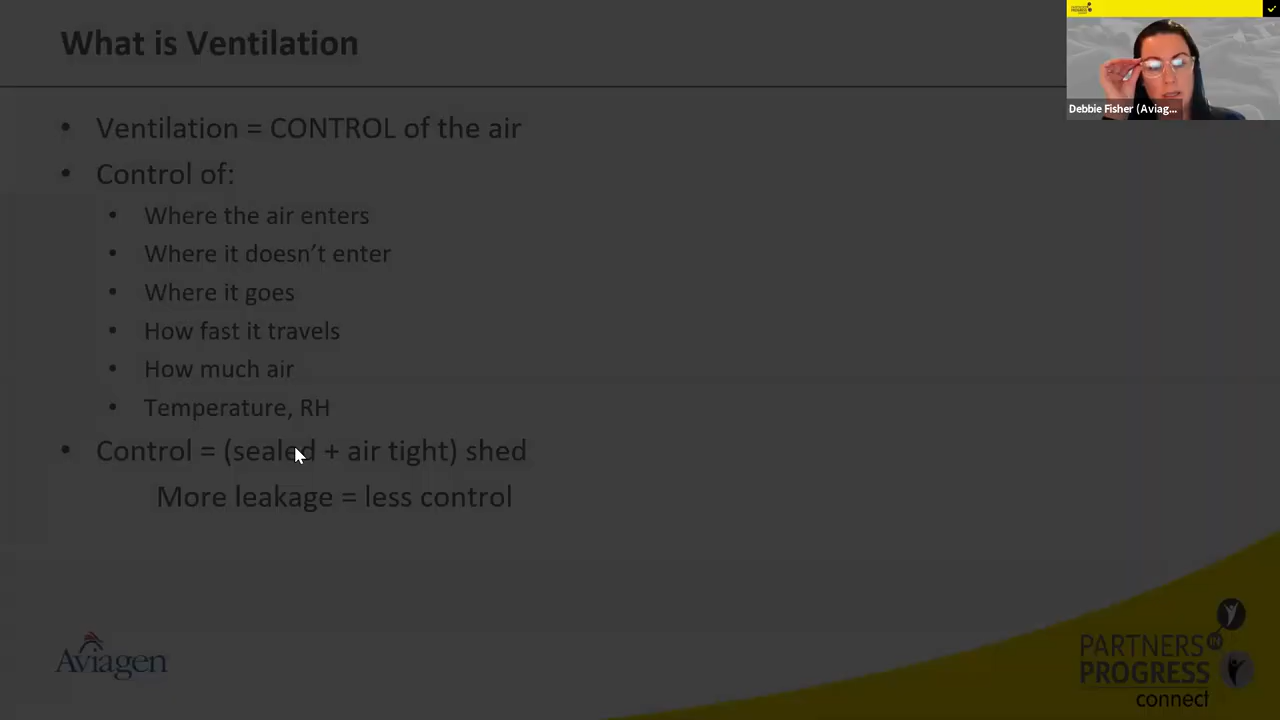 What is Ventilation
• Ventilation = CONTROL of the air
• Control of:
• Where the air enters
• Where it doesn’t enter
• Where it goes
• How fast it travels
• How much air
• Temperature, RH
• Control = (sealed + air tight) shed
More leakage = less control
Aviagen
PARTNERS
IN
PROGRESS
connect
PARTNERS
PROGRESS
Debbie Fisher (Aviag...